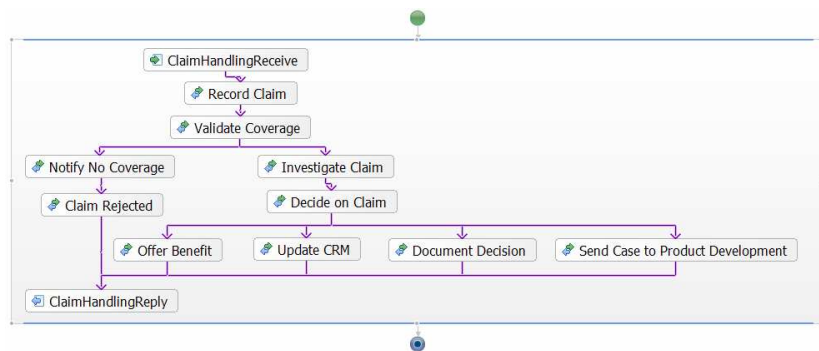 ClaimHandlingReceive
Record Claim
Validate Coverage
Notify No Coverage
Investigate Claim
Claim Rejected
Decide on Claim
Offer Benefit
Update CRM
Document Decision
Send Case to Product Development
ClaimHandlingReply